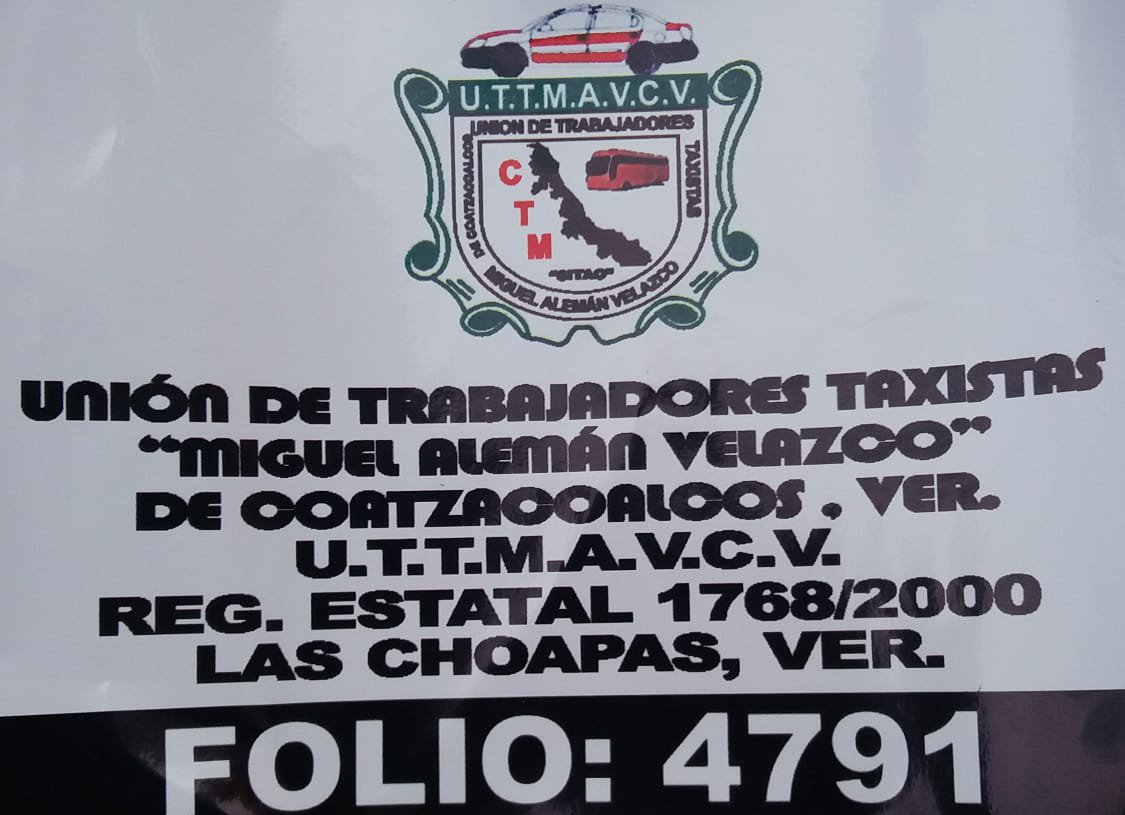 U.T.T.M.A.V.C.V.
UNION DE TRABAJADORES
TAXISTAS
DE COATZACOALCOS
C
T
M
"SITAO"
MIGUEL ALEMÁN VELAZCO
UNIÓN DE TRABAJADORES TAXISTAS
"MIGUEL ALEMÁN VELAZCO"
DE COATZACOALCOS , VER.
U.T.T.M.A.V.C.V.
REG. ESTATAL 1768/2000
LAS CHOAPAS, VER.
FOLIO: 4791